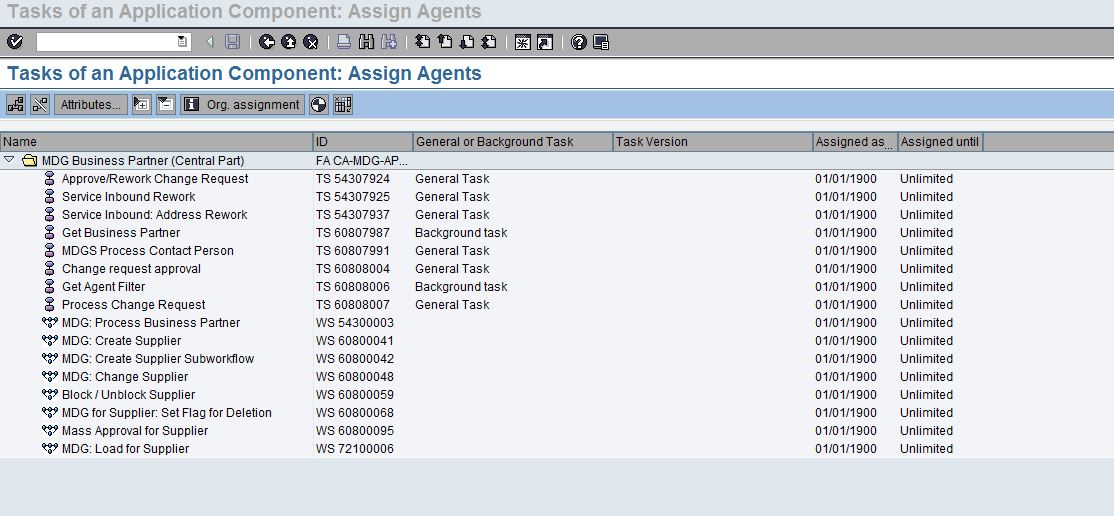 Tasks of an Application Component: Assign Agents
Tasks of an Application Component: Assign Agents
Attributes... Org. assignment
Name ID General or Background Task Task Version Assigned as... Assigned until
MDG Business Partner (Central Part) FA CA-MDG-AP...
Approve/Rework Change Request TS 54307924 General Task 01/01/1900 Unlimited
Service Inbound Rework TS 54307925 General Task 01/01/1900 Unlimited
Service Inbound: Address Rework TS 54307937 General Task 01/01/1900 Unlimited
Get Business Partner TS 60807987 Background task 01/01/1900 Unlimited
MDGS Process Contact Person TS 60807991 General Task 01/01/1900 Unlimited
Change request approval TS 60808004 General Task 01/01/1900 Unlimited
Get Agent Filter TS 60808006 Background task 01/01/1900 Unlimited
Process Change Request TS 60808007 General Task 01/01/1900 Unlimited
MDG: Process Business Partner WS 54300003 01/01/1900 Unlimited
MDG: Create Supplier WS 60800041 01/01/1900 Unlimited
MDG: Create Supplier Subworkflow WS 60800042 01/01/1900 Unlimited
MDG: Change Supplier WS 60800048 01/01/1900 Unlimited
Block / Unblock Supplier WS 60800059 01/01/1900 Unlimited
MDG for Supplier: Set Flag for Deletion WS 60800068 01/01/1900 Unlimited
Mass Approval for Supplier WS 60800095 01/01/1900 Unlimited
MDG: Load for Supplier WS 72100006 01/01/1900 Unlimited